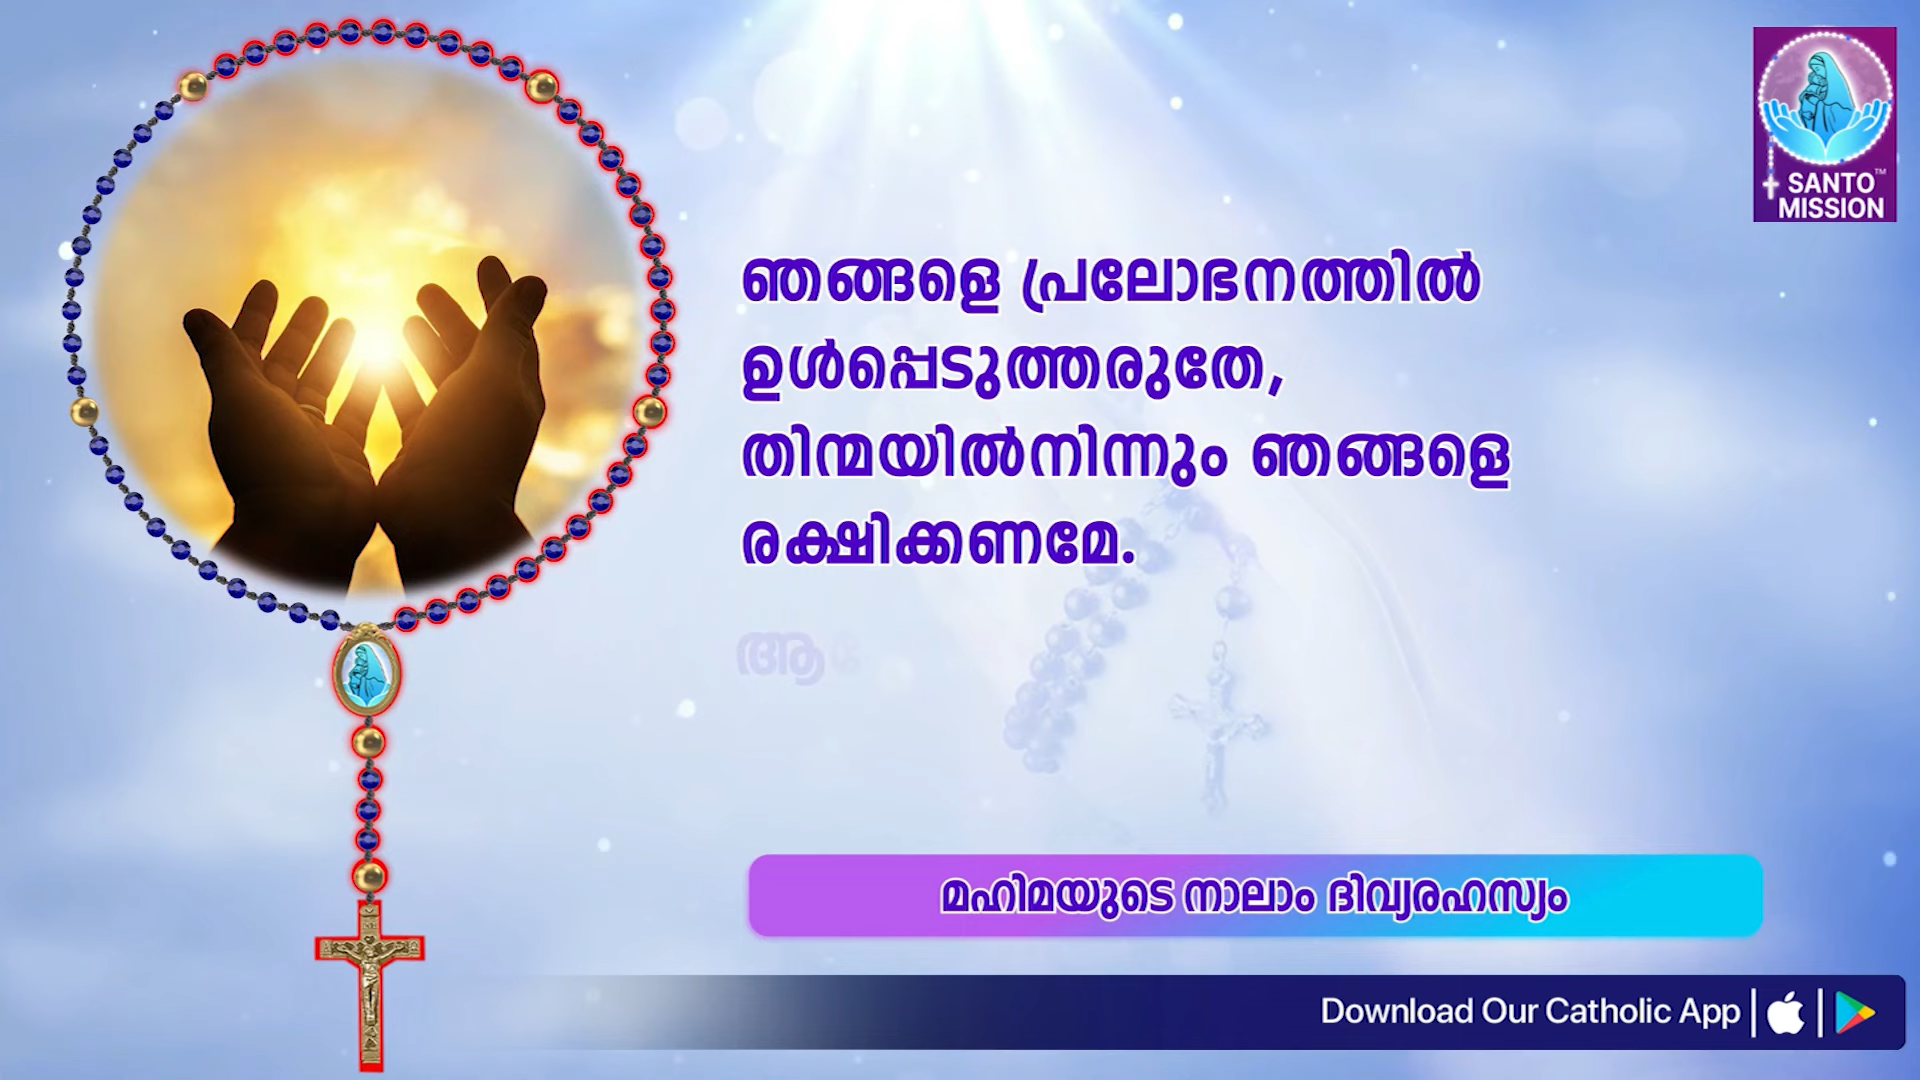 SANTO™
MISSION
ഞങ്ങളെ പ്രലോഭനത്തിൽ
ഉൾപ്പെടുത്തരുതേ,
തിന്മയിൽനിന്നും ഞങ്ങളെ
രക്ഷിക്കണമേ.
ആ
മഹിമയുടെ നാലാം ദിവ്യരഹസ്യം
Download Our Catholic App